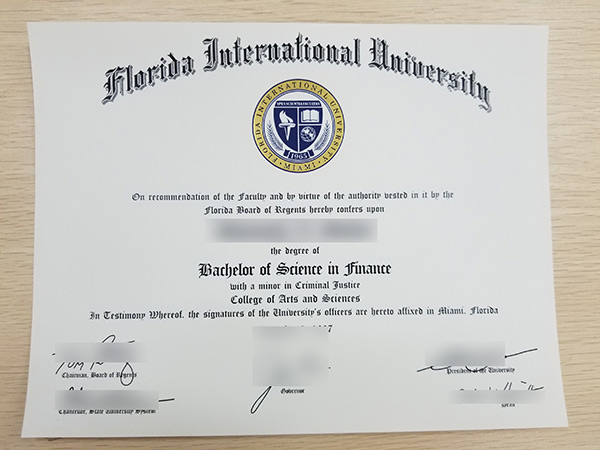 Florida International University
FLORIDA INTERNATIONAL UNIVERSITY
MIAMI
1965
On recommendation of the Faculty and by virtue of the authority vested in it by the
Florida Board of Regents hereby confers upon
the degree of
Bachelor of Science in Finance
with a minor in Criminal Justice
College of Arts and Sciences
In Testimony Whereof, the signatures of the University's officers are hereto affixed in Miami, Florida
Chairman, Board of Regents
President of the University
Governor
Chancellor, State University System